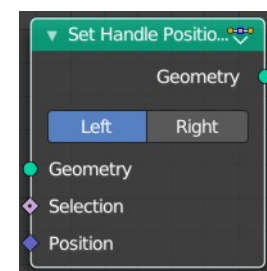 Set Handle Positio...
Geometry
Left Right
Geometry
Selection
Position